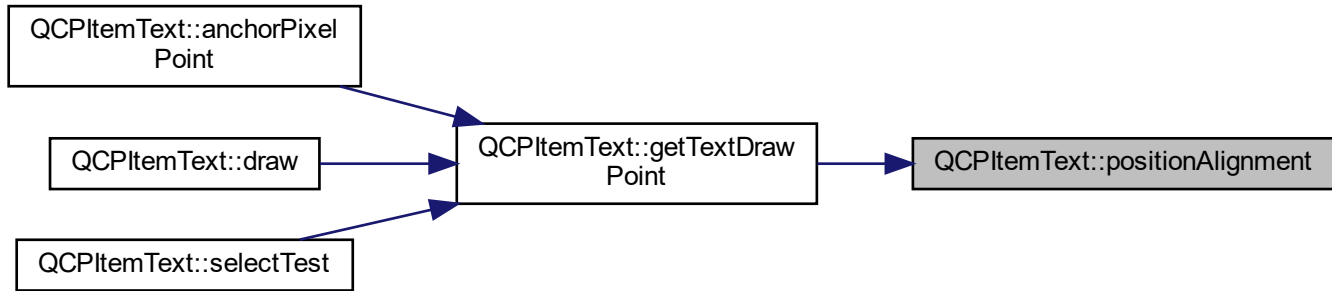 QCPItemText::anchorPixel
Point
QCPItemText::draw
QCPItemText::selectTest
QCPItemText::getTextDraw
Point
QCPItemText::positionAlignment